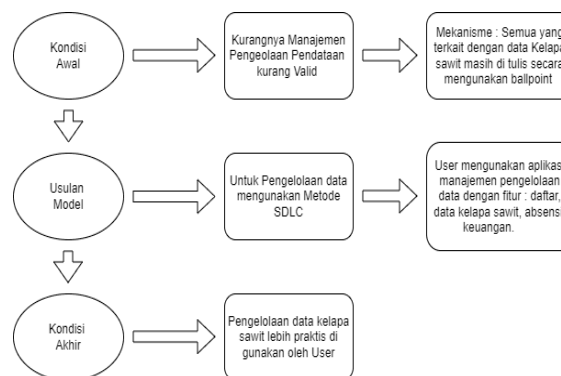 Kondisi
Awal
Kurangnya Manajemen
Pengeolaan Pendataan
kurang Valid
Mekanisme : Semua yang
terkait dengan data Kelapa
sawit masih di tulis secara
mengunakan ballpoint
Usulan
Model
Untuk Pengelolaan data
mengunakan Metode
SDLC
User mengunakan aplikasi
manajemen pengelolaan
data dengan fitur : daftar,
data kelapa sawit, absensi,
keuangan.
Kondisi
Akhir
Pengelolaan data kelapa
sawit lebih praktis di
gunakan oleh User